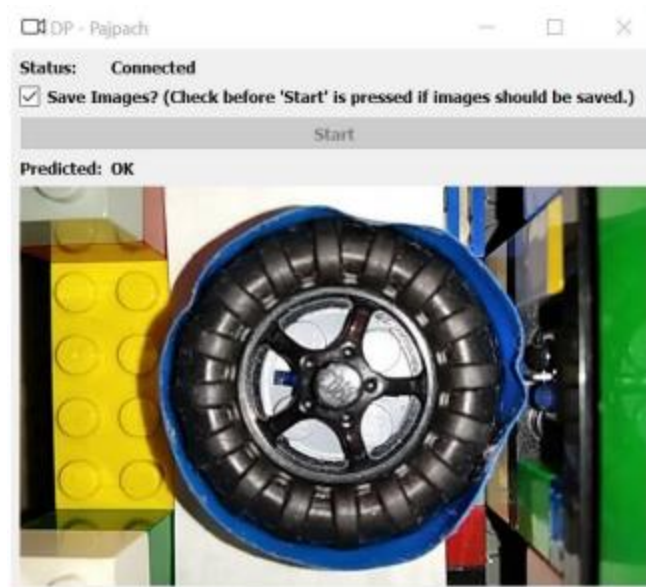 DP - Pajpach
Status: Connected
Save Images? (Check before 'Start' is pressed if images should be saved.)
Start
Predicted: OK